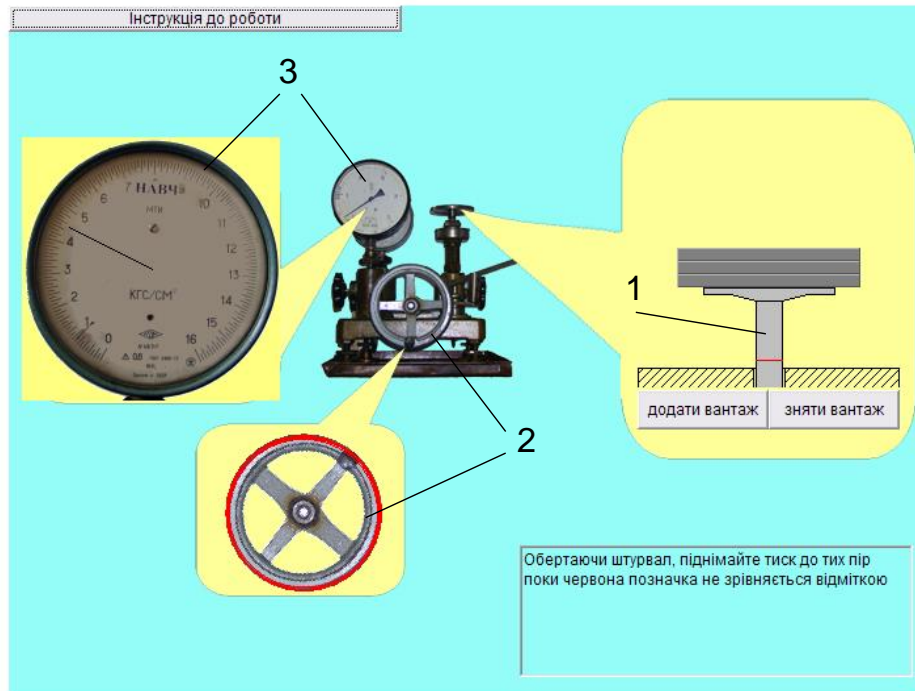 Інструкція до роботи
3
7 НАВЧ 8
6
10
МТИ
5
11
4
12
3
13
КГС/СМ²
2
14
1
15
0
16
1
додати вантаж
зняти вантаж
2
Обертаючи штурвал, піднімайте тиск до тих пір
поки червона позначка не зрівняється відміткою